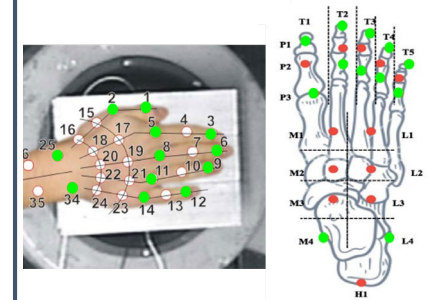 T1 T2 T3 T4 T5
P1
P2
P3
M1 L1
M2 L2
M3
M4 L4
H1
2 1
15 5 4 3
16 17 6
25 18 19 8 7
6 20 9
22 21 11 10
35 34 24 23 14 13 12